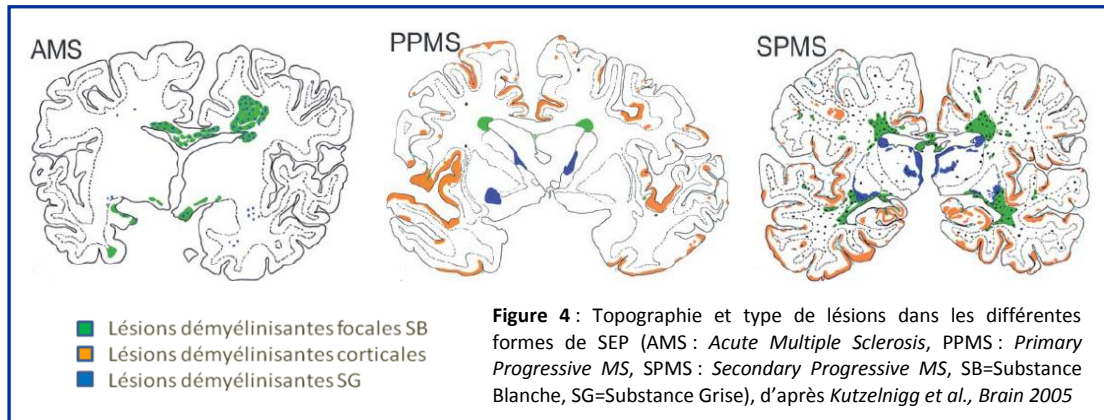 AMS
PPMS
SPMS
Lésions démyélinisantes focales SB
Lésions démyélinisantes corticales
Lésions démyélinisantes SG
Figure 4 : Topographie et type de lésions dans les différentes
formes de SEP (AMS : Acute Multiple Sclerosis, PPMS : Primary
Progressive MS, SPMS : Secondary Progressive MS, SB=Substance
Blanche, SG=Substance Grise), d'après Kutzelnigg et al., Brain 2005